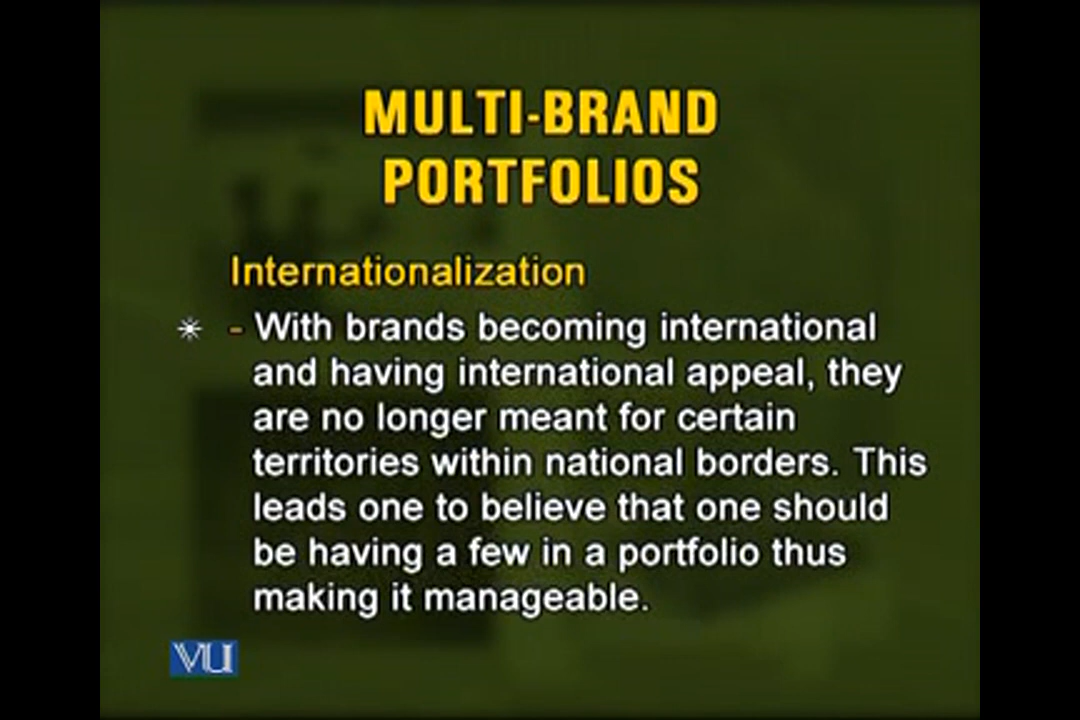 MULTI-BRAND
PORTFOLIOS
Internationalization
- With brands becoming international
and having international appeal, they
are no longer meant for certain
territories within national borders. This
leads one to believe that one should
be having a few in a portfolio thus
making it manageable.
VU